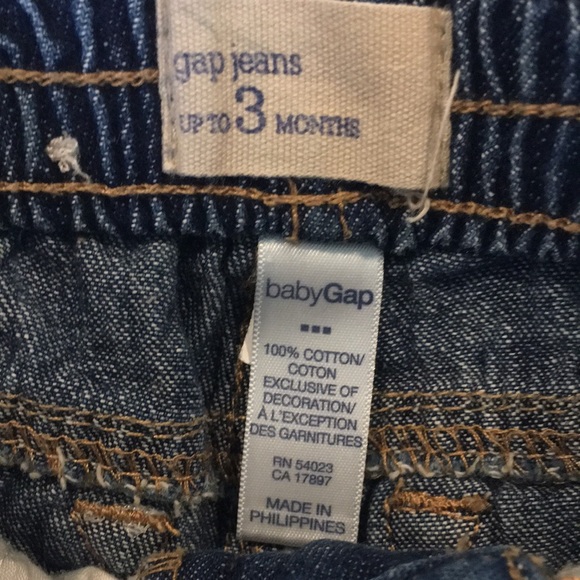 gap jeans
UP TO 3 MONTHS
babyGap
100% COTTON/
COTON
EXCLUSIVE OF
DECORATION/
À L'EXCEPTION
DES GARNITURES
RN 54023
CA 17897
MADE IN
PHILIPPINES